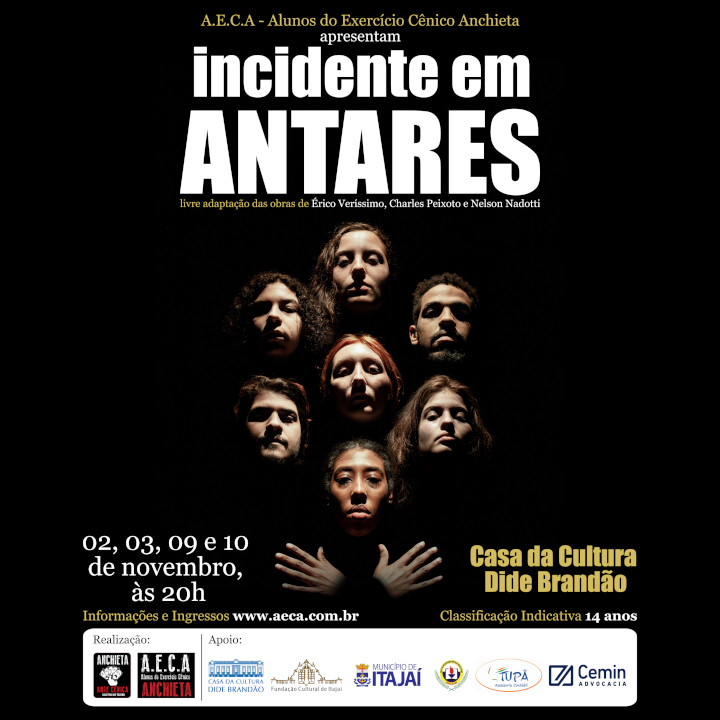 A.E.C.A - Alunos do Exercício Cênico Anchieta
apresentam
incidente em
ANTARES
livre adaptação das obras de Érico Veríssimo, Charles Peixoto e Nelson Nadotti
02, 03, 09 e 10
de novembro,
às 20h
Casa da Cultura
Dide Brandão
Informações e Ingressos www.aeca.com.br
Classificação Indicativa 14 anos
Realização:
ANCHIETA
ARTE CÊNICA
A.E.C.A
Alunos do Exercício Cênico
ANCHIETA
Apoio:
CASA DA CULTURA
DIDE BRANDÃO
Fundação Cultural de Itajaí
MUNICÍPIO DE
ITAJAÍ
TUPÃ
Cemin
ADVOCACIA